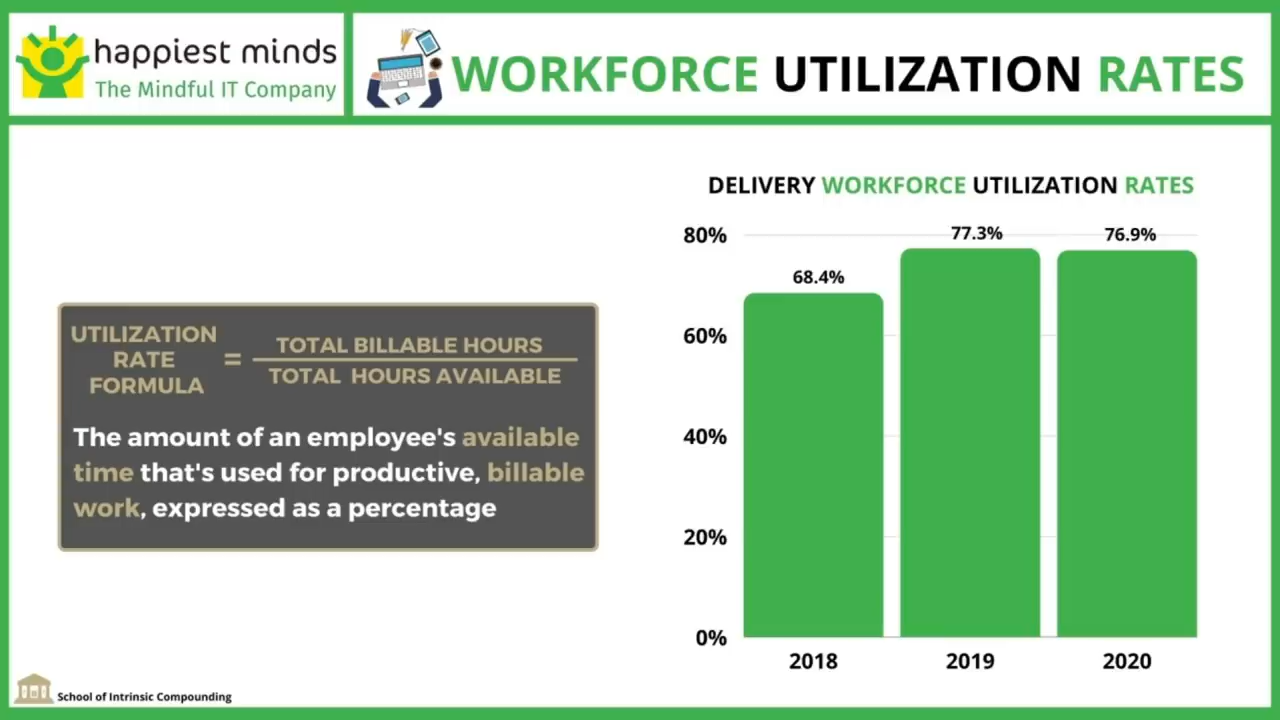 happiest minds
The Mindful IT Company
WORKFORCE UTILIZATION RATES
UTILIZATION
RATE
FORMULA
=
TOTAL BILLABLE HOURS
TOTAL HOURS AVAILABLE
The amount of an employee's available
time that's used for productive, billable
work, expressed as a percentage
DELIVERY WORKFORCE UTILIZATION RATES
80%
60%
40%
20%
0%
68.4%
77.3%
76.9%
2018
2019
2020
School of Intrinsic Compounding